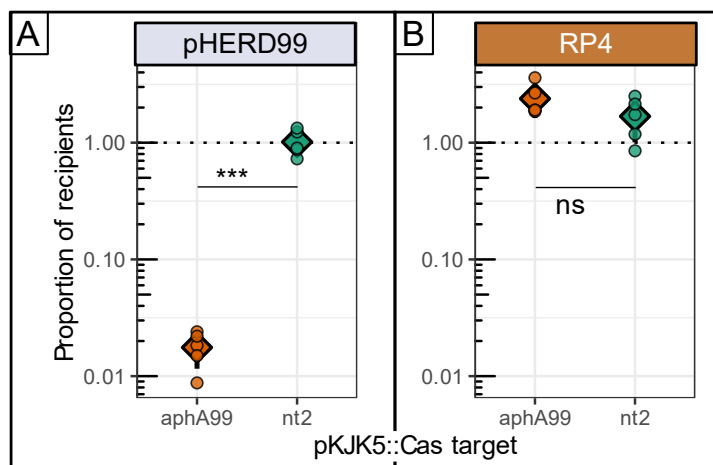 A
pHERD99
B
RP4
Proportion of recipients
1.00
0.10
0.01
***
ns
aphA99
nt2
aphA99
nt2
pKJK5::Cas target